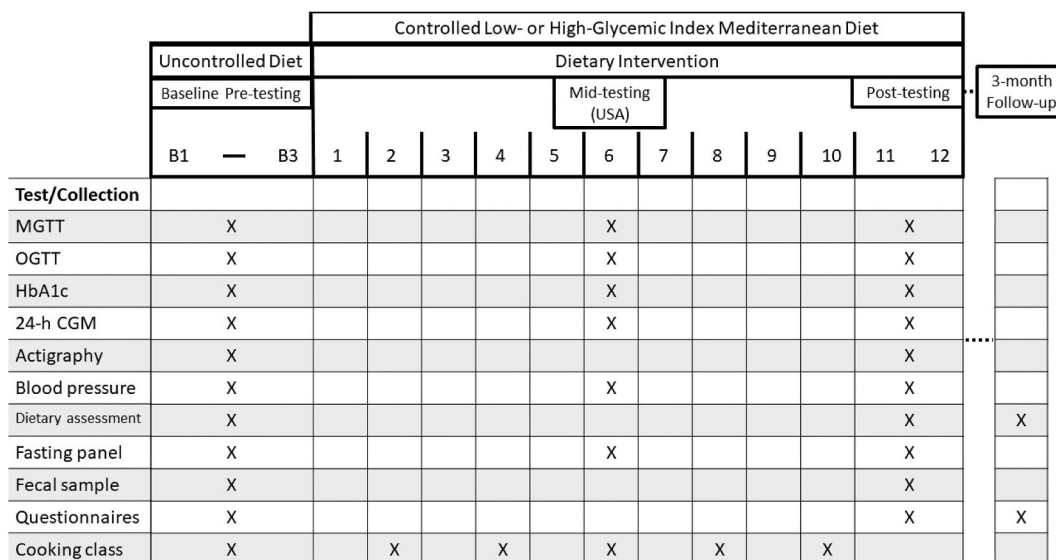 Controlled Low- or High-Glycemic Index Mediterranean Diet
Uncontrolled Diet Dietary Intervention
Baseline Pre-testing Mid-testing Post-testing 3-month
(USA) Follow-up
B1 — B3 1 2 3 4 5 6 7 8 9 10 11 12
Test/Collection
MGTT X X X
OGTT X X X
HbA1c X X X
24-h CGM X X X
Actigraphy X X
Blood pressure X X X
Dietary assessment X X X
Fasting panel X X X
Fecal sample X X
Questionnaires X X X
Cooking class X X X X X X